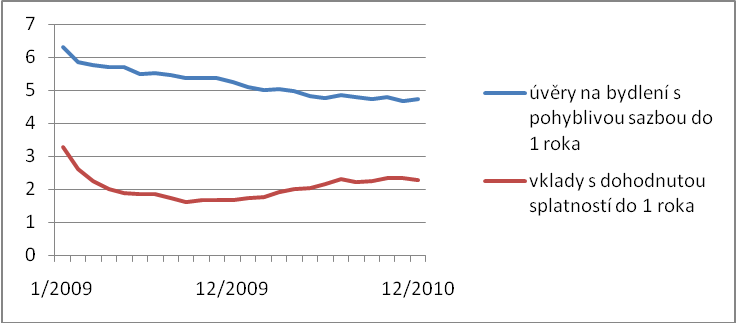 7
6
5
4
3
2
1
0
1/2009
12/2009
12/2010
úvěry na bydlení s
pohyblivou sazbou do
1 roka
vklady s dohodnutou
splatností do 1 roka